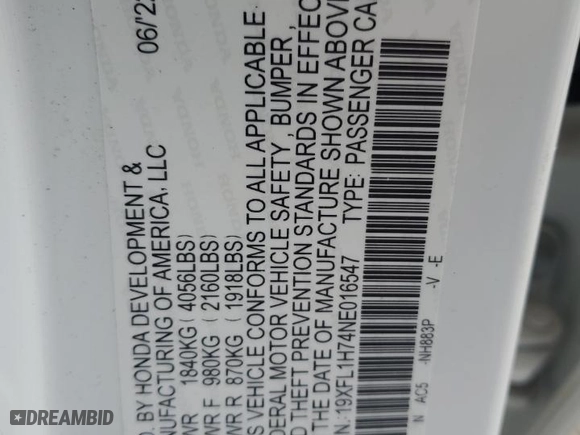 D. BY HONDA DEVELOPMENT & 06/'22
NUFACTURING OF AMERICA, LLC
WR 1840KG ( 4056LBS)
WR F 980KG ( 2160LBS)
WR R 870KG ( 1918LBS)
S VEHICLE CONFORMS TO ALL APPLICABLE
DERAL MOTOR VEHICLE SAFETY , BUMPER ,
D THEFT PREVENTION STANDARDS IN EFFEC
THE DATE OF MANUFACTURE SHOWN ABOVE
N: 19XFL1H74NE016547 TYPE: PASSENGER CA
N AC5 -NH883P -V -E
DREAMBID